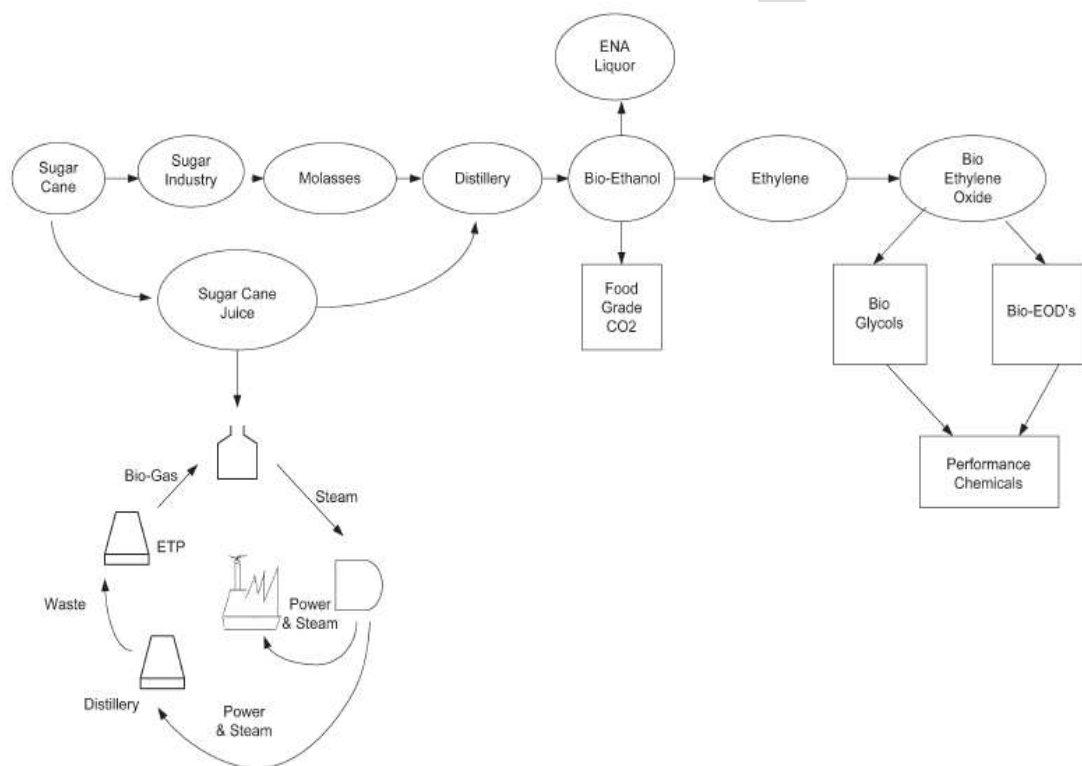 ENA
Liquor
Sugar
Cane
Sugar
Industry
Molasses
Distillery
Bio-Ethanol
Ethylene
Bio
Ethylene
Oxide
Sugar Cane
Juice
Food
Grade
CO2
Bio
Glycols
Bio-EOD's
Performance
Chemicals
Bio-Gas
Steam
ETP
Waste
Power
& Steam
Distillery
Power
& Steam